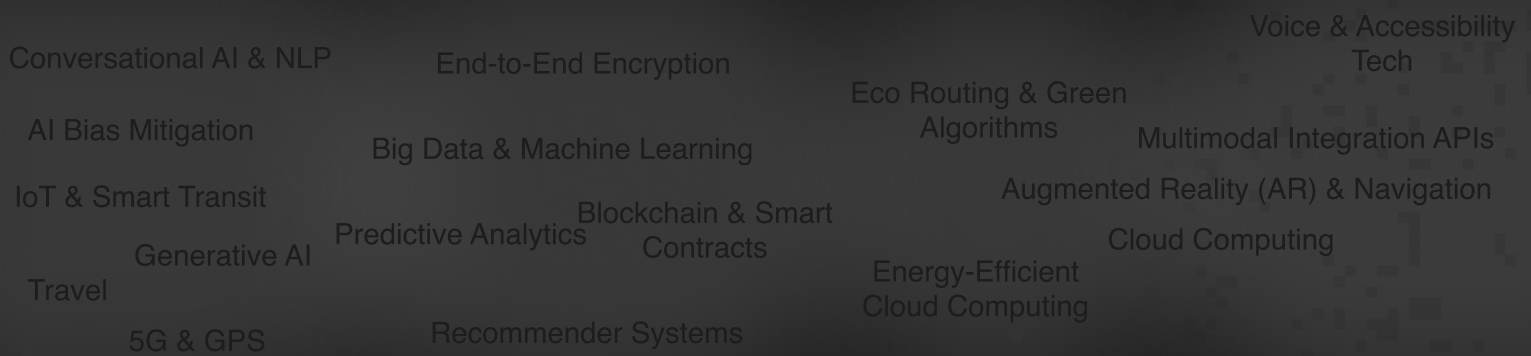 Voice & Accessibility
Tech
Conversational AI & NLP
End-to-End Encryption
Eco Routing & Green
Algorithms
AI Bias Mitigation
Big Data & Machine Learning
Multimodal Integration APIs
IoT & Smart Transit
Augmented Reality (AR) & Navigation
Blockchain & Smart
Contracts
Predictive Analytics
Cloud Computing
Generative AI
Energy-Efficient
Cloud Computing
Travel
5G & GPS
Recommender Systems